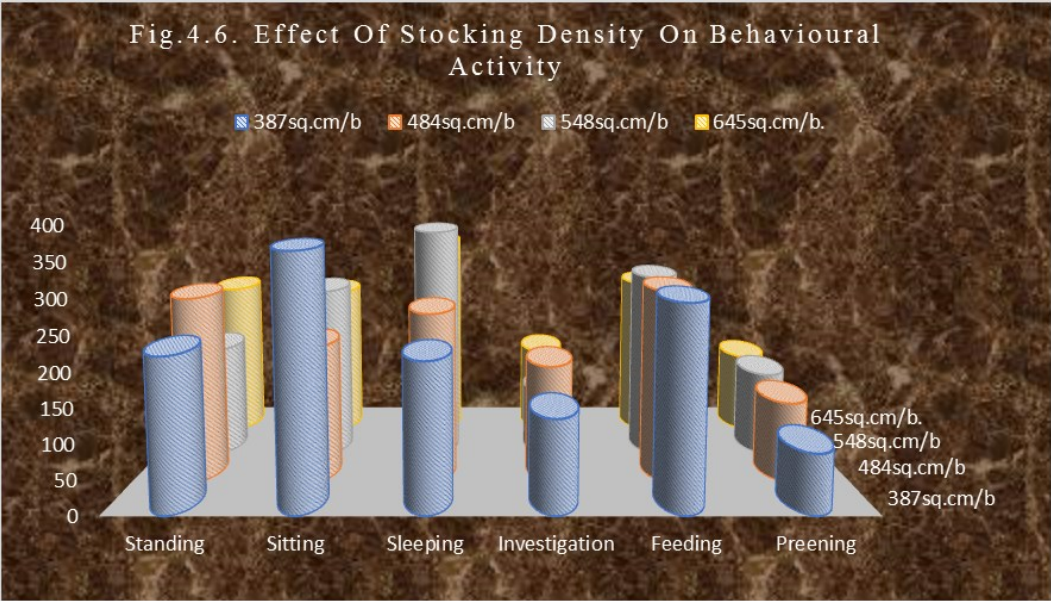 Fig.4.6. Effect Of Stocking Density On Behavioural
Activity
387sq.cm/b 484sq.cm/b 548sq.cm/b 645sq.cm/b.
400
350
300
250
200
150
100
50
0
645sq.cm/b.
548sq.cm/b
484sq.cm/b
387sq.cm/b
Standing Sitting Sleeping Investigation Feeding Preening